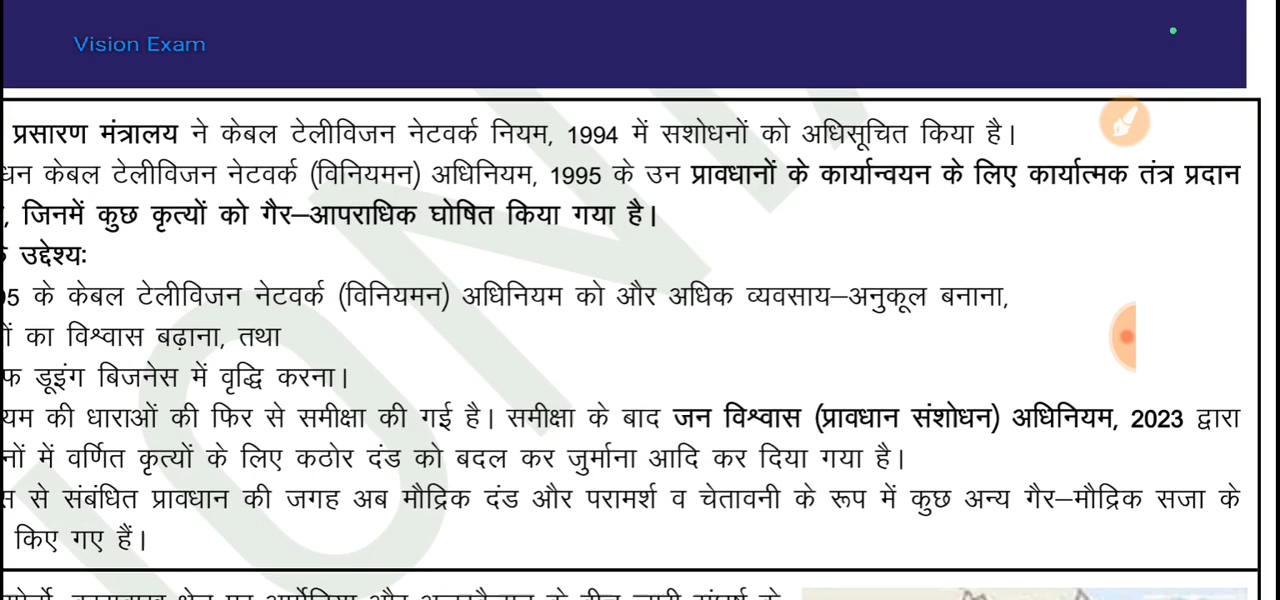 Vision Exam
प्रसारण मंत्रालय ने केबल टेलीविजन नेटवर्क नियम, 1994 में सशोधनों को अधिसूचित किया है।
धन केबल टेलीविजन नेटवर्क (विनियमन) अधिनियम, 1995 के उन प्रावधानों के कार्यान्वयन के लिए कार्यात्मक तंत्र प्रदान
, जिनमें कुछ कृत्यों को गैर–आपराधिक घोषित किया गया है।
उद्देश्यः
5 के केबल टेलीविजन नेटवर्क (विनियमन) अधिनियम को और अधिक व्यवसाय–अनुकूल बनाना,
का विश्वास बढ़ाना, तथा
फ डूइंग बिजनेस में वृद्धि करना।
यम की धाराओं की फिर से समीक्षा की गई है। समीक्षा के बाद जन विश्वास (प्रावधान संशोधन) अधिनियम, 2023 द्वारा
नों में वर्णित कृत्यों के लिए कठोर दंड को बदल कर जुर्माना आदि कर दिया गया है।
से संबंधित प्रावधान की जगह अब मौद्रिक दंड और परामर्श व चेतावनी के रूप में कुछ अन्य गैर–मौद्रिक सजा के
किए गए हैं।